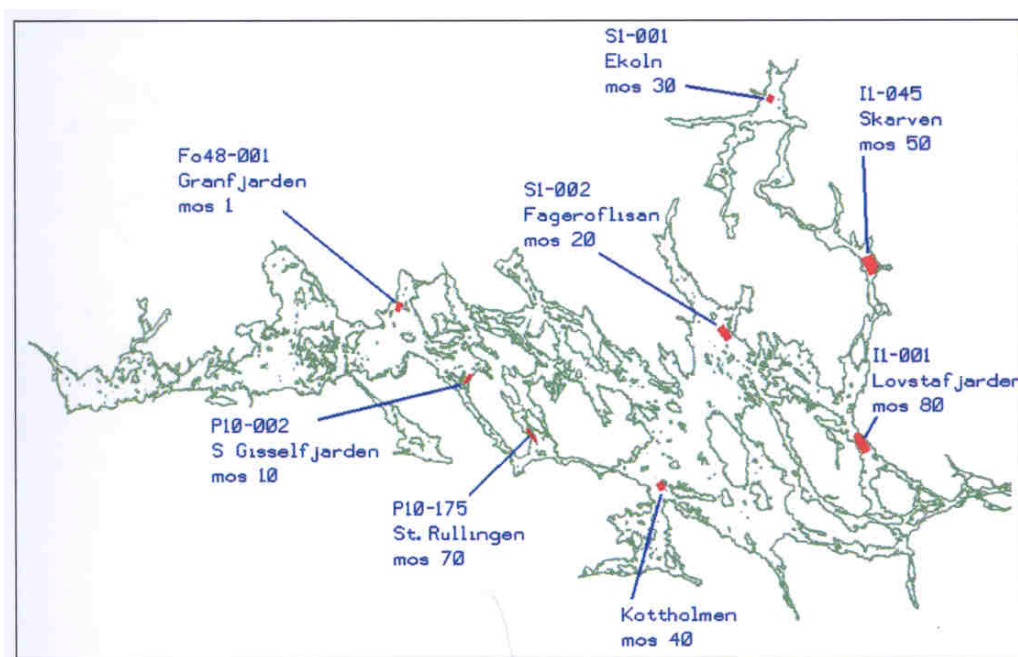 S1-001
Ekoln
mos 30
I1-045
Skarven
mos 50
Fo48-001
Granfjarden
mos 1
S1-002
Fageroflisan
mos 20
I1-001
Lovstafjarden
mos 80
P10-002
S Gisselfjarden
mos 10
P10-175
St. Rullingen
mos 70
Kottholmen
mos 40